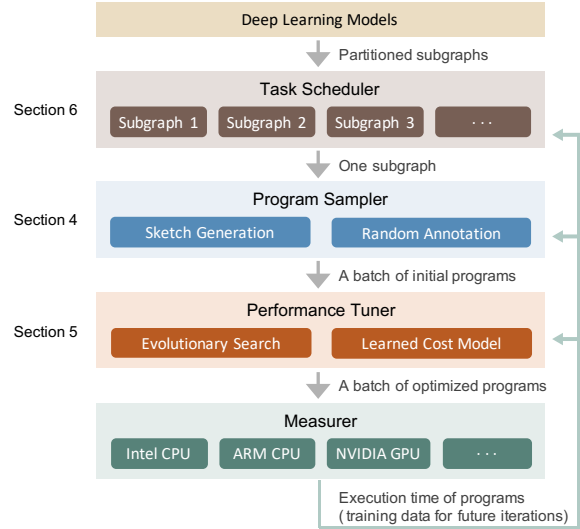 Deep Learning Models
Partitioned subgraphs
Section 6
Task Scheduler
Subgraph 1
Subgraph 2
Subgraph 3
...
One subgraph
Section 4
Program Sampler
Sketch Generation
Random Annotation
A batch of initial programs
Section 5
Performance Tuner
Evolutionary Search
Learned Cost Model
A batch of optimized programs
Measurer
Intel CPU
ARM CPU
NVIDIA GPU
...
Execution time of programs
(training data for future iterations)